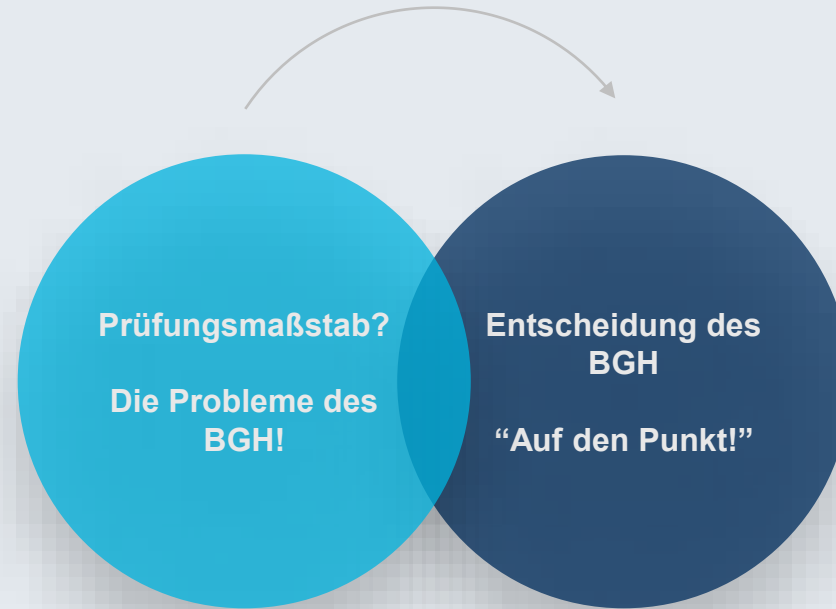 Prüfungsmaßstab?
Die Probleme des
BGH!
Entscheidung des
BGH
“Auf den Punkt!”